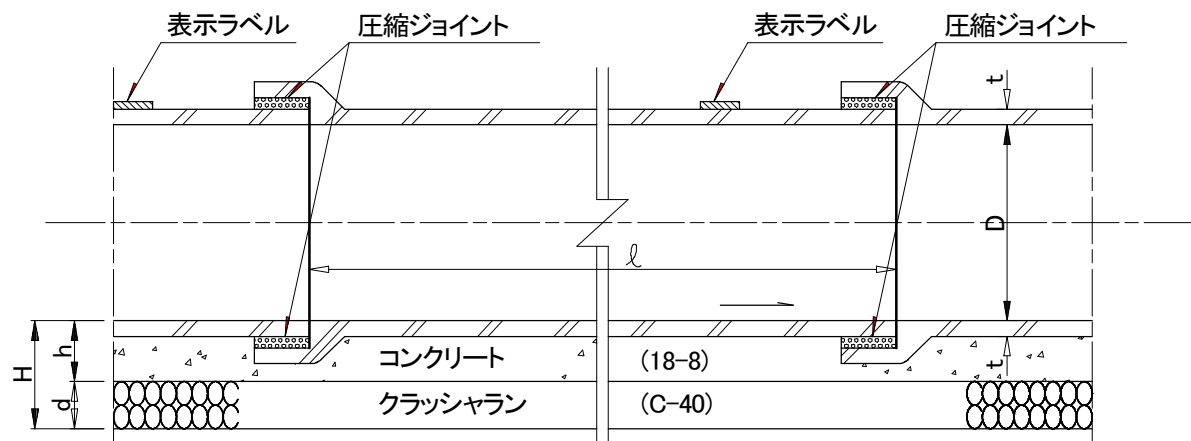 表示ラベル
圧縮ジョイント
表示ラベル
圧縮ジョイント
t
D
ℓ
H
h
d
コンクリート (18-8)
t
クラッシャラン (C-40)